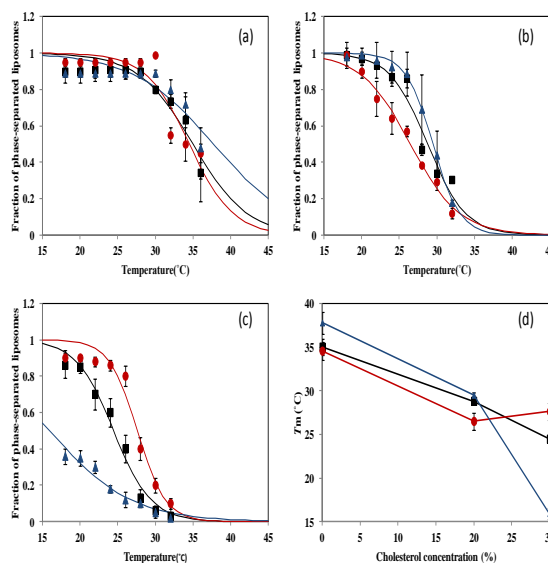 (a)
Fraction of phase-separated liposomes
1.2
1
0.8
0.6
0.4
0.2
0
15 20 25 30 35 40 45
Temperature(˚C)
(b)
Fraction of phase-separated liposomes
1.2
1
0.8
0.6
0.4
0.2
0
15 20 25 30 35 40 45
Temperature(˚C)
(c)
Fraction of phase-separated liposomes
1.2
1
0.8
0.6
0.4
0.2
0
15 20 25 30 35 40 45
Temperature(℃)
(d)
Tm (˚C)
40
35
30
25
20
15
0 10 20 30
Cholesterol concentration (%)